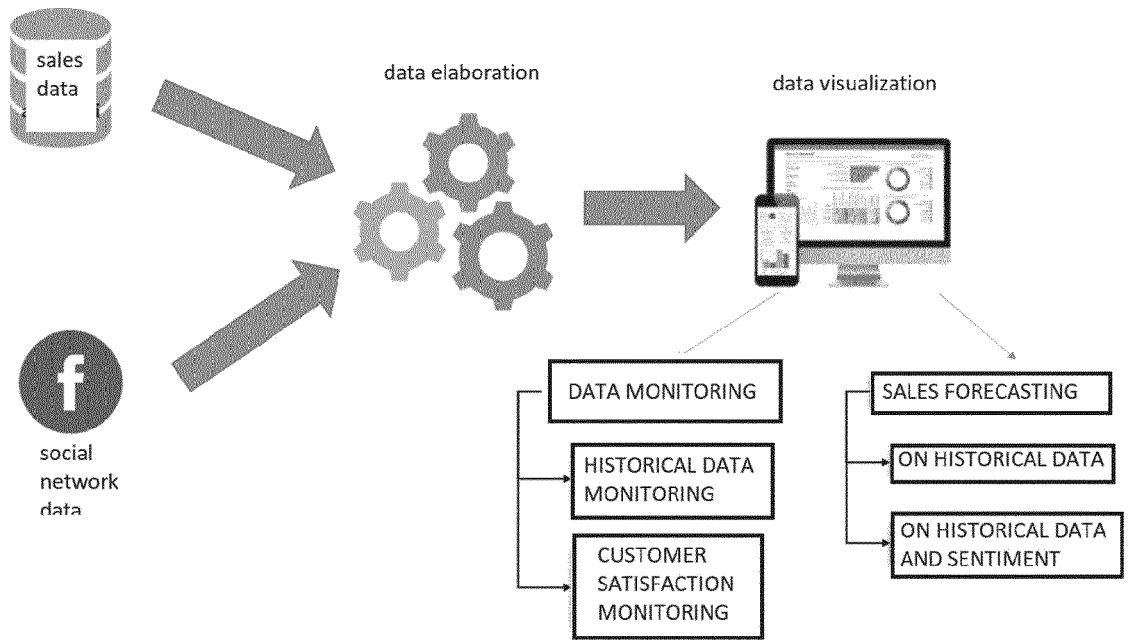 sales
data
data elaboration
data visualization
f
social
network
data
DATA MONITORING
HISTORICAL DATA
MONITORING
CUSTOMER
SATISFACTION
MONITORING
SALES FORECASTING
ON HISTORICAL DATA
ON HISTORICAL DATA
AND SENTIMENT